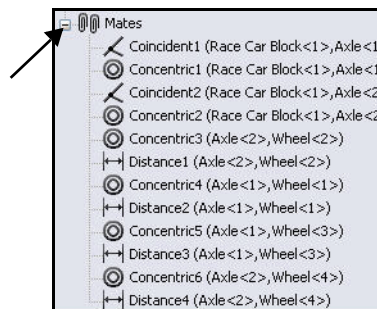 Mates
Coincident1 (Race Car Block<1>,Axle<1
Concentric1 (Race Car Block<1>,Axle<1
Coincident2 (Race Car Block<1>,Axle<2
Concentric2 (Race Car Block<1>,Axle<2
Concentric3 (Axle<2>,Wheel<2>)
Distance1 (Axle<2>,Wheel<2>)
Concentric4 (Axle<1>,Wheel<1>)
Distance2 (Axle<1>,Wheel<1>)
Concentric5 (Axle<1>,Wheel<3>)
Distance3 (Axle<1>,Wheel<3>)
Concentric6 (Axle<2>,Wheel<4>)
Distance4 (Axle<2>,Wheel<4>)